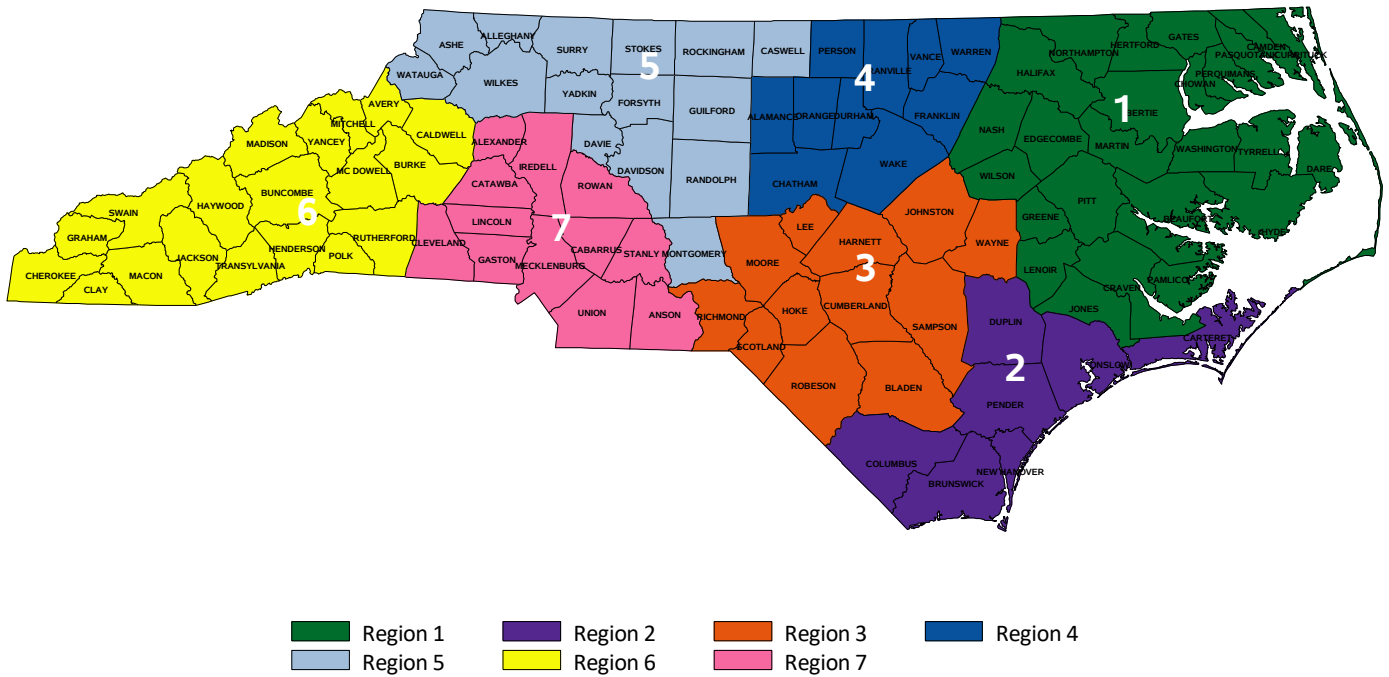 ASHE
ALLEGHANY
SURRY
STOKES
ROCKINGHAM
CASWELL
PERSON
GRANVILLE
VANCE
WARREN
NORTHAMPTON
HERTFORD
GATES
CAMDEN
PASQUOTANK
CURRITUCK
WATAUGA
WILKES
YADKIN
FORSYTH
GUILFORD
5
4
HALIFAX
PERQUIMANS
CHOWAN
1
BERTIE
AVERY
MITCHELL
CALDWELL
ALEXANDER
DAVIE
ALAMANCE
ORANGE
DURHAM
FRANKLIN
NASH
EDGECOMBE
MARTIN
WASHINGTON
TYRRELL
DARE
MADISON
YANCEY
MC DOWELL
BURKE
IREDELL
DAVIDSON
RANDOLPH
CHATHAM
WAKE
WILSON
BUNCOMBE
CATAWBA
ROWAN
PITT
BEAUFORT
HYDE
SWAIN
HAYWOOD
6
LINCOLN
7
LEE
JOHNSTON
GREENE
GRAHAM
RUTHERFORD
CLEVELAND
CABARRUS
STANLY
MONTGOMERY
HARNETT
WAYNE
CHEROKEE
MACON
JACKSON
TRANSYLVANIA
HENDERSON
POLK
GASTON
MECKLENBURG
MOORE
3
LENOIR
CRAVEN
PAMLICO
CLAY
UNION
ANSON
RICHMOND
HOKE
CUMBERLAND
SAMPSON
DUPLIN
JONES
CARTERET
SCOTLAND
2
ONSLOW
ROBESON
BLADEN
PENDER
COLUMBUS
BRUNSWICK
NEW HANOVER
Region 1
Region 2
Region 3
Region 4
Region 5
Region 6
Region 7